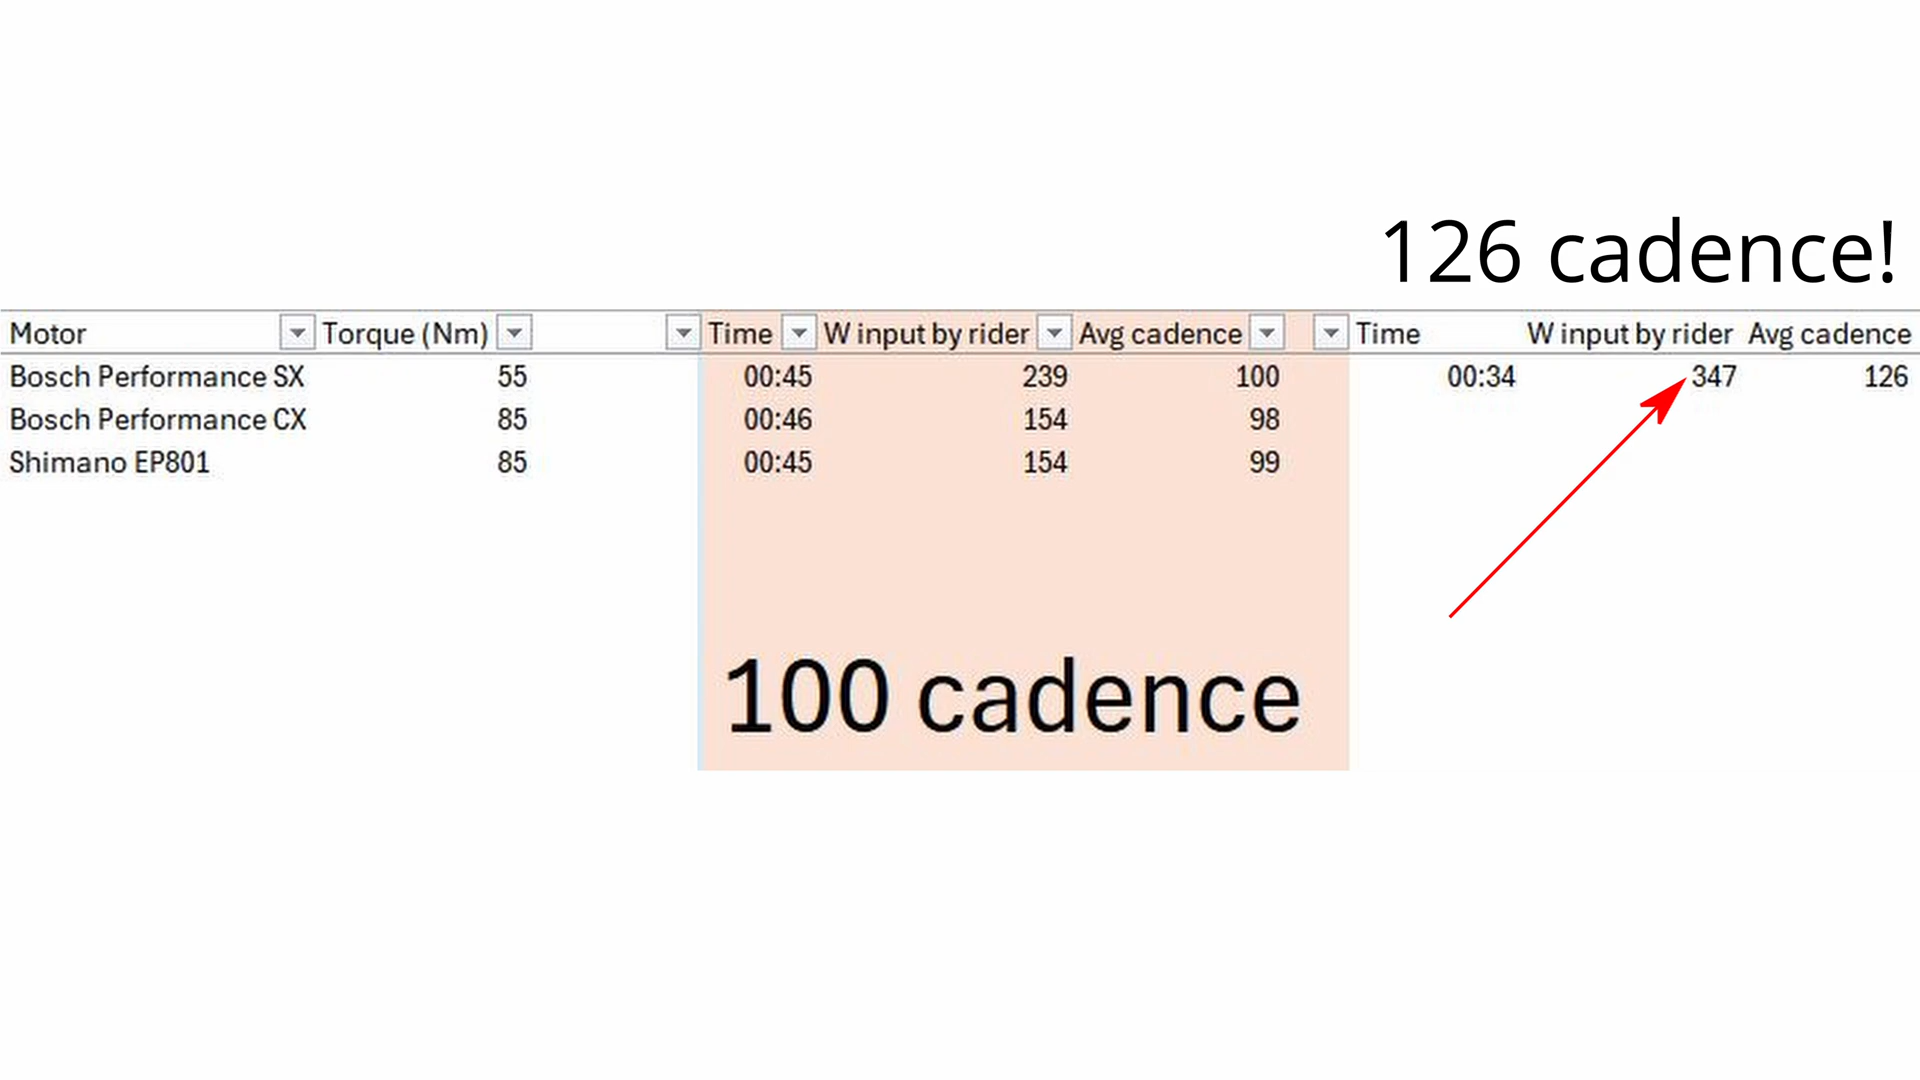 126 cadence!
Motor Torque (Nm) Time W input by rider Avg cadence Time W input by rider Avg cadence
Bosch Performance SX 55 00:45 239 100 00:34 347 126
Bosch Performance CX 85 00:46 154 98
Shimano EP801 85 00:45 154 99
100 cadence